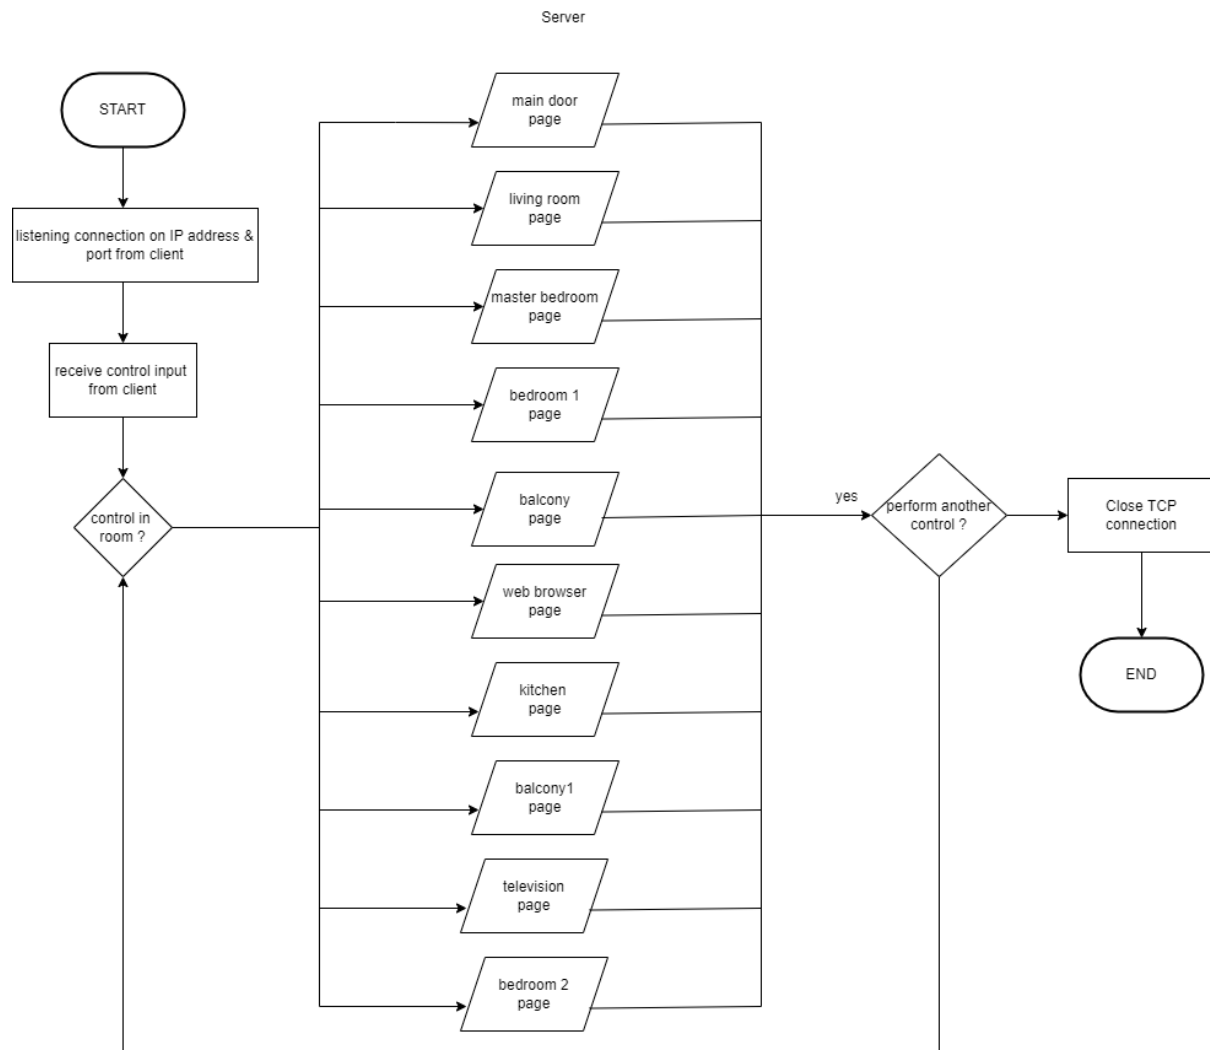 Server
START
listening connection on IP address &
port from client
receive control input
from client
control in
room ?
main door
page
living room
page
master bedroom
page
bedroom 1
page
balcony
page
web browser
page
kitchen
page
balcony1
page
television
page
bedroom 2
page
yes
perform another
control ?
Close TCP
connection
END